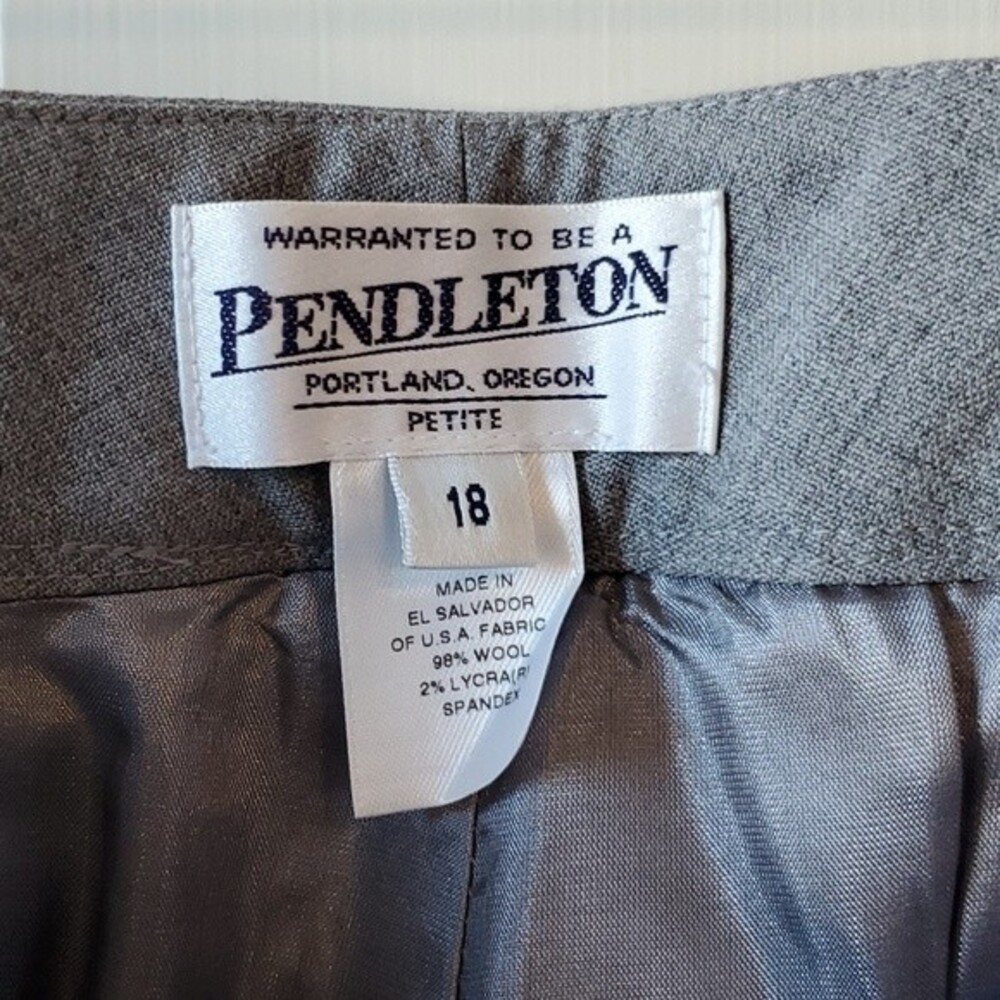 WARRANTED TO BE A
PENDLETON
PORTLAND, OREGON
PETITE
18
MADE IN
EL SALVADOR
OF U.S.A. FABRIC
98% WOOL
2% LYCRA(R)
SPANDEX